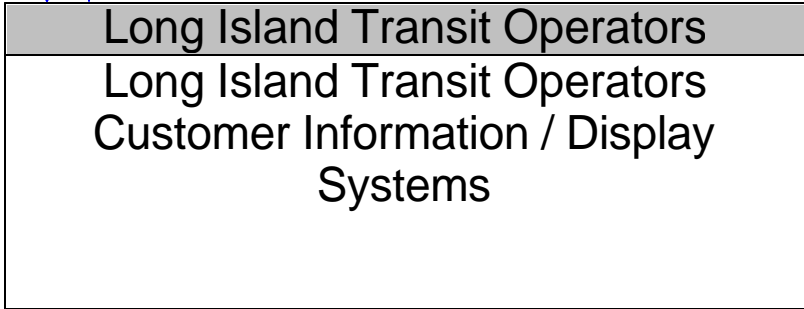 Long Island Transit Operators
Long Island Transit Operators
Customer Information / Display
Systems